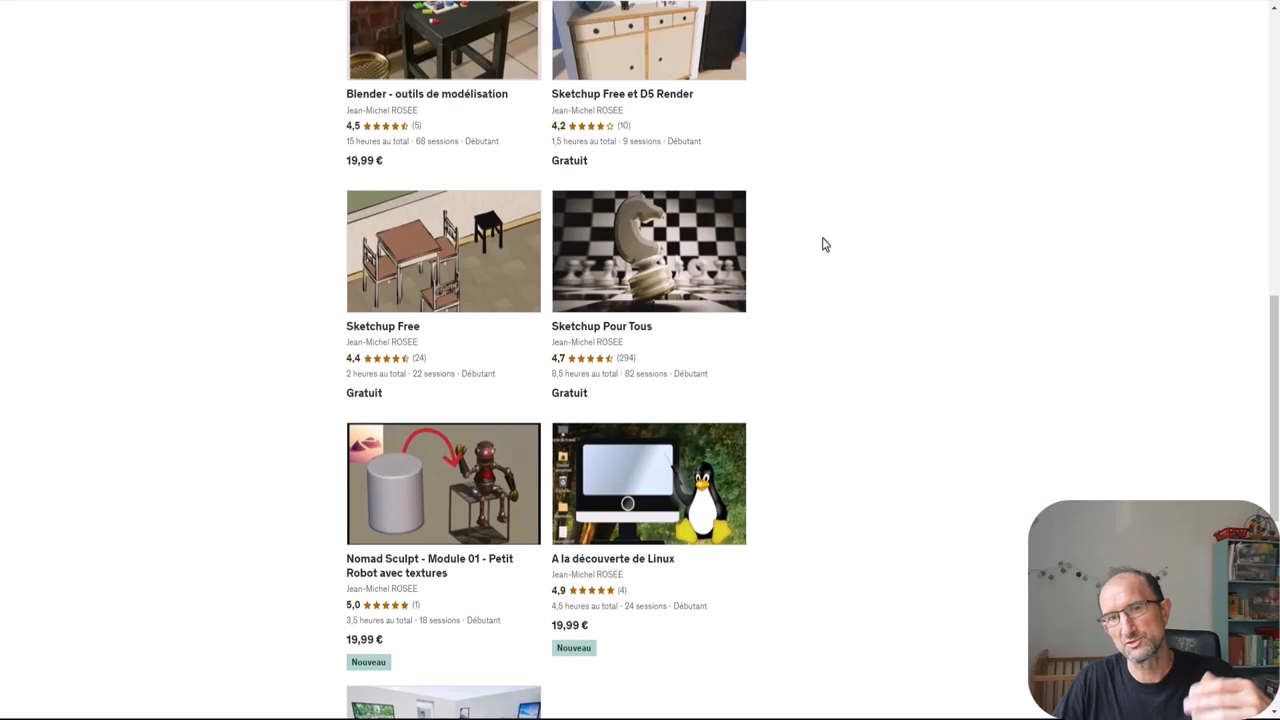 Blender - outils de modélisation
Jean-Michel ROSEE
4,5 (5)
15 heures au total · 68 sessions · Débutant
19,99 €
Sketchup Free et D5 Render
Jean-Michel ROSEE
4,2 (10)
1,5 heures au total · 9 sessions · Débutant
Gratuit
Sketchup Free
Jean-Michel ROSEE
4,4 (24)
2 heures au total · 22 sessions · Débutant
Gratuit
Sketchup Pour Tous
Jean-Michel ROSEE
4,7 (294)
8,5 heures au total · 82 sessions · Débutant
Gratuit
Nomad Sculpt - Module 01 - Petit
Robot avec textures
Jean-Michel ROSEE
5,0 (1)
3,5 heures au total · 18 sessions · Débutant
19,99 €
Nouveau
A la découverte de Linux
Jean-Michel ROSEE
4,9 (4)
4,5 heures au total · 24 sessions · Débutant
19,99 €
Nouveau